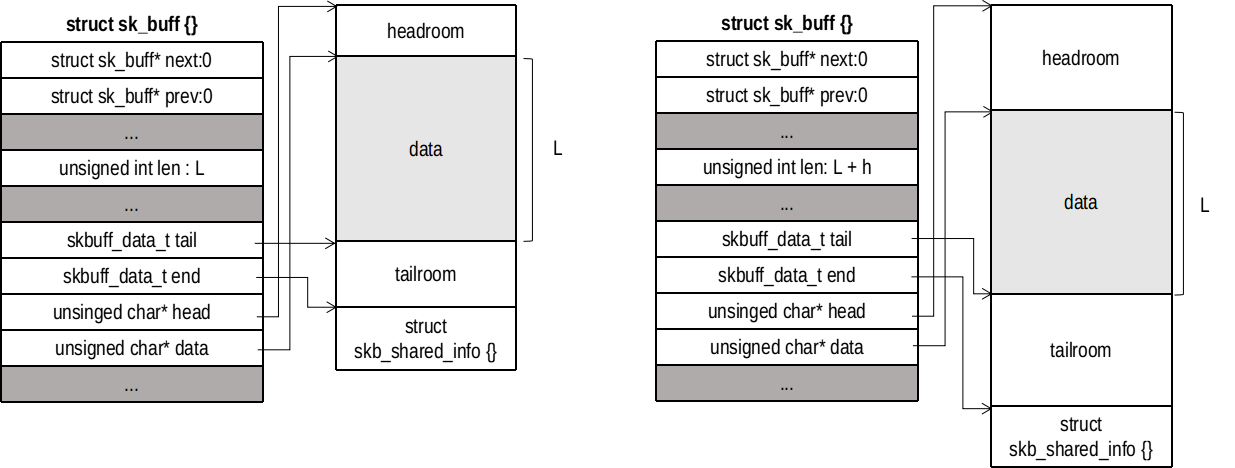 struct sk_buff {}
struct sk_buff* next:0
struct sk_buff* prev:0
...
unsigned int len : L
...
skbuff_data_t tail
skbuff_data_t end
unsinged char* head
unsigned char* data
...
headroom
data
L
tailroom
struct
skb_shared_info {}
struct sk_buff {}
struct sk_buff* next:0
struct sk_buff* prev:0
...
unsigned int len: L + h
...
skbuff_data_t tail
skbuff_data_t end
unsinged char* head
unsigned char* data
...
headroom
data
L
tailroom
struct
skb_shared_info {}